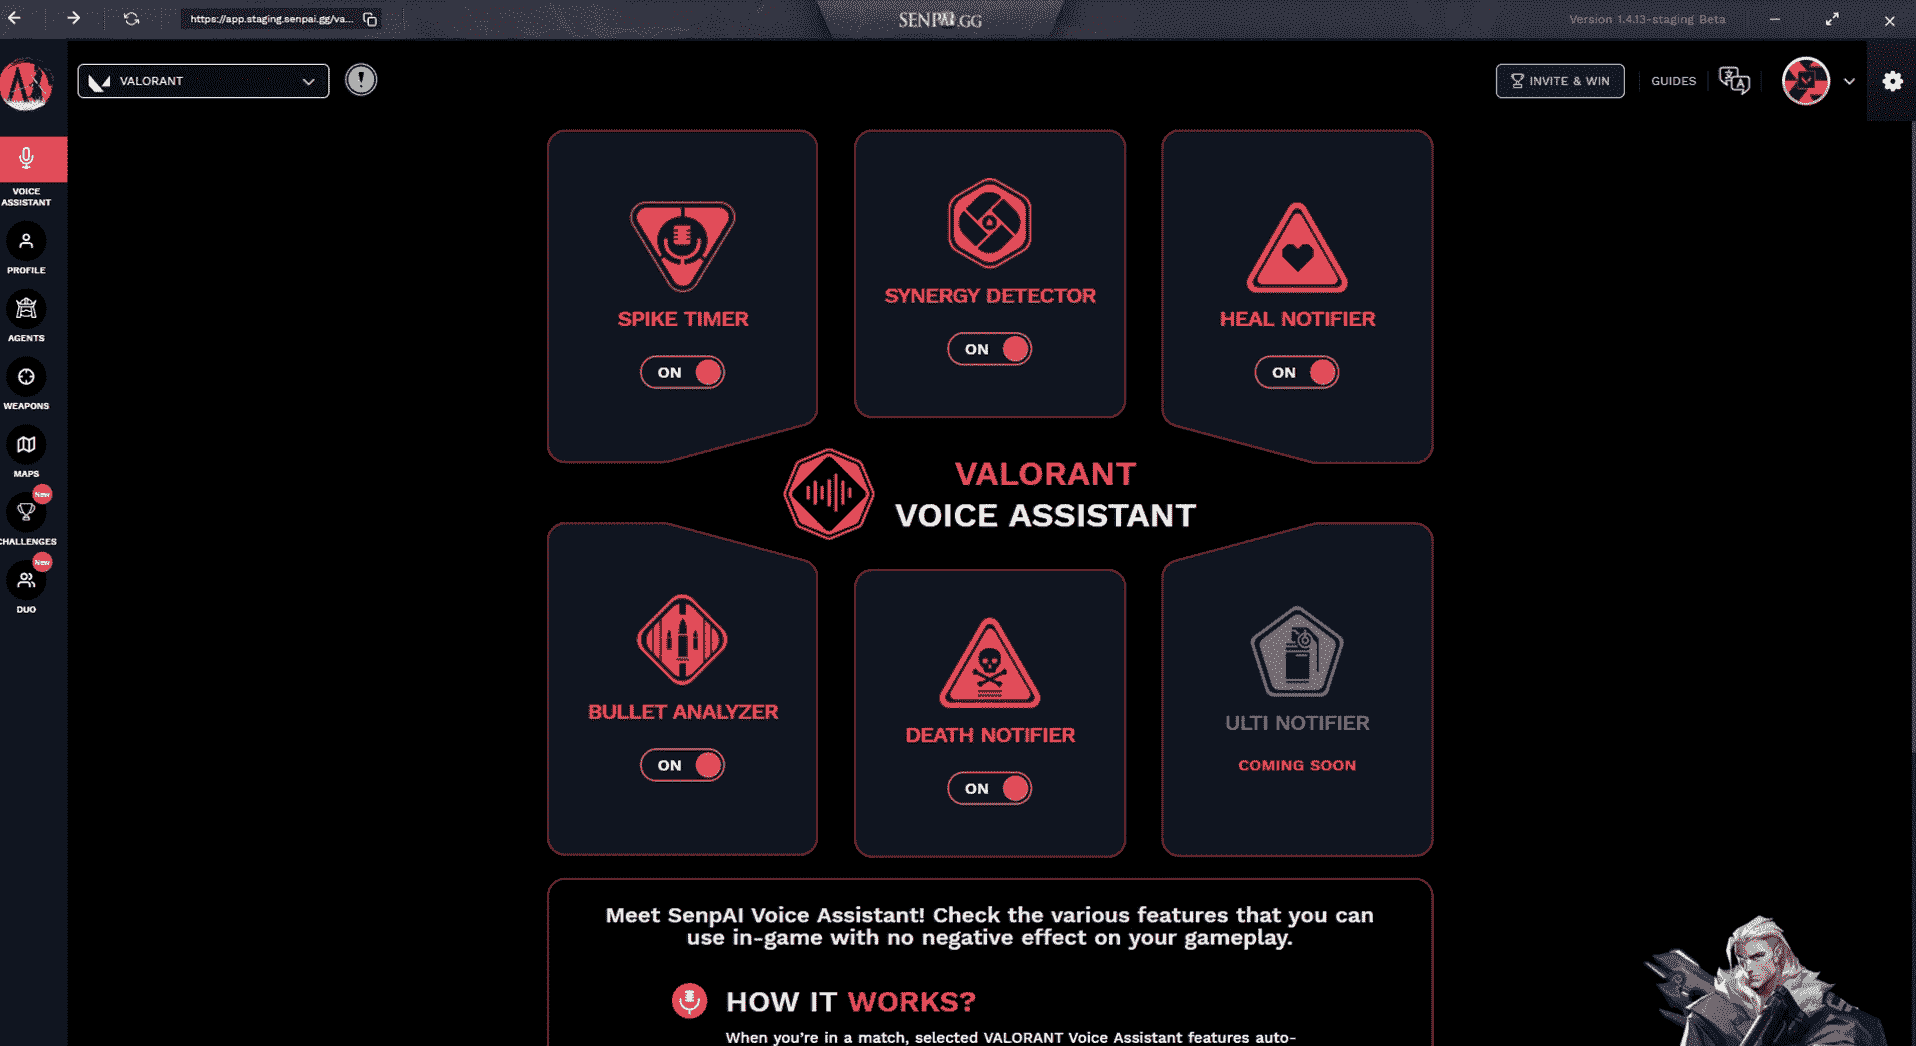 https://app.staging.senpai.gg/va...
SENPAI.GG
Version 1.4.13-staging Beta
VALORANT
INVITE & WIN
GUIDES
VOICE
ASSISTANT
PROFILE
AGENTS
WEAPONS
MAPS
New
CHALLENGES
New
DUO
SPIKE TIMER
ON
SYNERGY DETECTOR
ON
HEAL NOTIFIER
ON
VALORANT
VOICE ASSISTANT
BULLET ANALYZER
ON
DEATH NOTIFIER
ON
ULTI NOTIFIER
COMING SOON
Meet SenpAI Voice Assistant! Check the various features that you can
use in-game with no negative effect on your gameplay.
HOW IT WORKS?
When you're in a match, selected VALORANT Voice Assistant features auto-